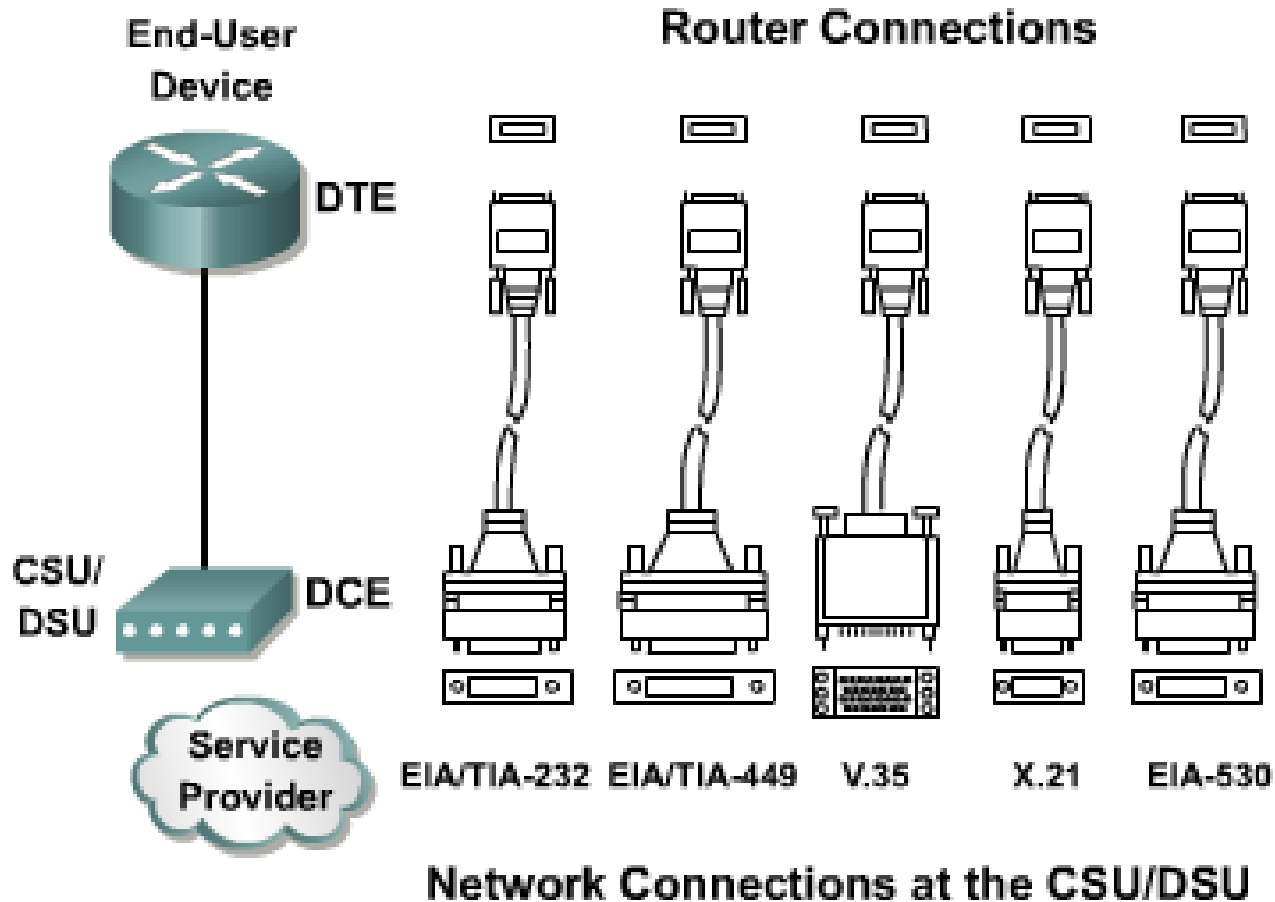 End-User
Device
Router Connections
DTE
CSU/
DSU
DCE
Service
Provider
EIA/TIA-232 EIA/TIA-449 V.35 X.21 EIA-530
Network Connections at the CSU/DSU